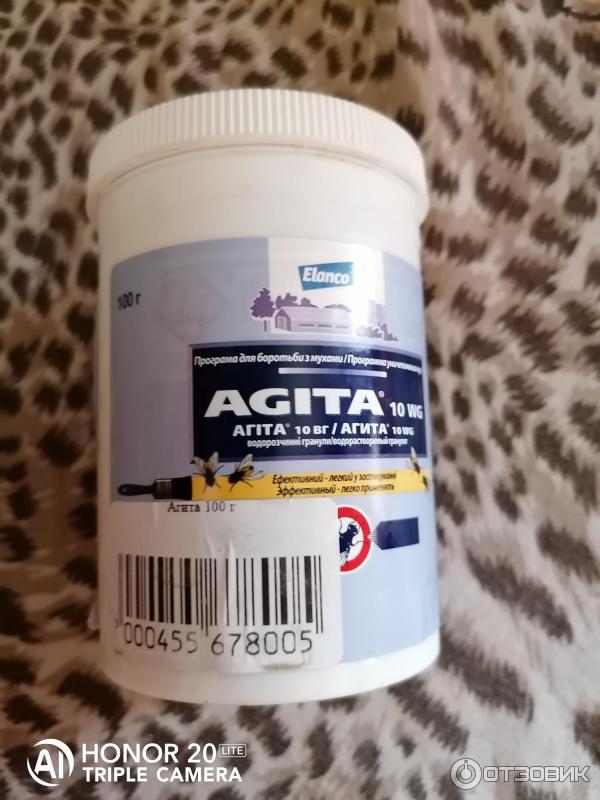 Elanco
100 г
Програма для боротьби з мухами/Программа
AGITA® 10 WG
АГІТА® 10 ВГ / АГИТА® 10 WG
водорозчинні гранули/водорастворимый гранулят
Ефективний - легкий у застосуванні
Эффективный - легко применять
Агита 100 г
000455 678005
HONOR 20 LITE
AI TRIPLE CAMERA
ОТЗОВИК